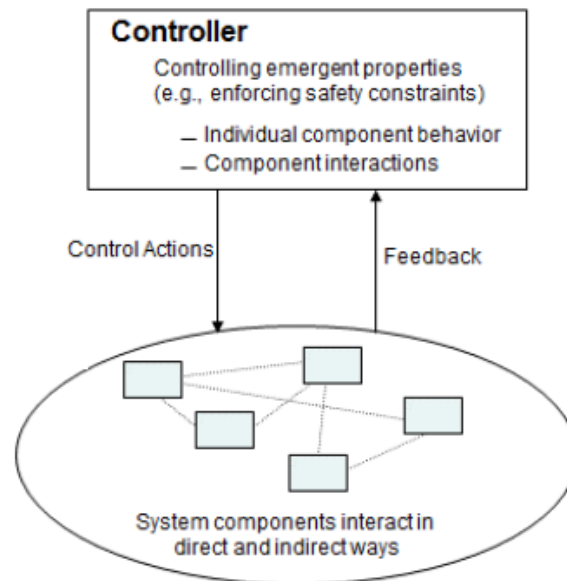 Controller
Controlling emergent properties
(e.g., enforcing safety constraints)
– Individual component behavior
– Component interactions
Control Actions
Feedback
System components interact in
direct and indirect ways